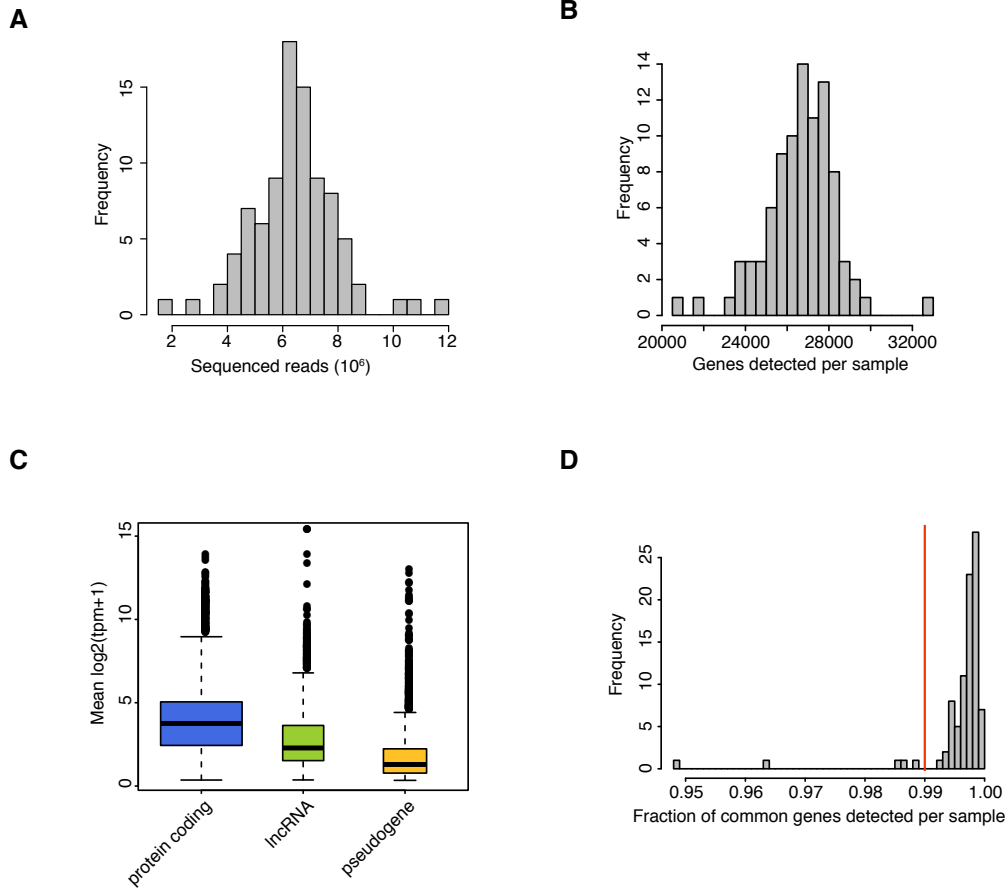 A
B
Frequency
0
5
10
15
2
4
6
8
10
12
Sequenced reads (10⁶)
Frequency
0
2
4
6
8
10
12
14
20000
24000
28000
32000
Genes detected per sample
C
D
Mean log2(tpm+1)
0
5
10
15
protein coding
lncRNA
pseudogene
Frequency
0
5
10
15
20
25
0.95
0.96
0.97
0.98
0.99
1.00
Fraction of common genes detected per sample